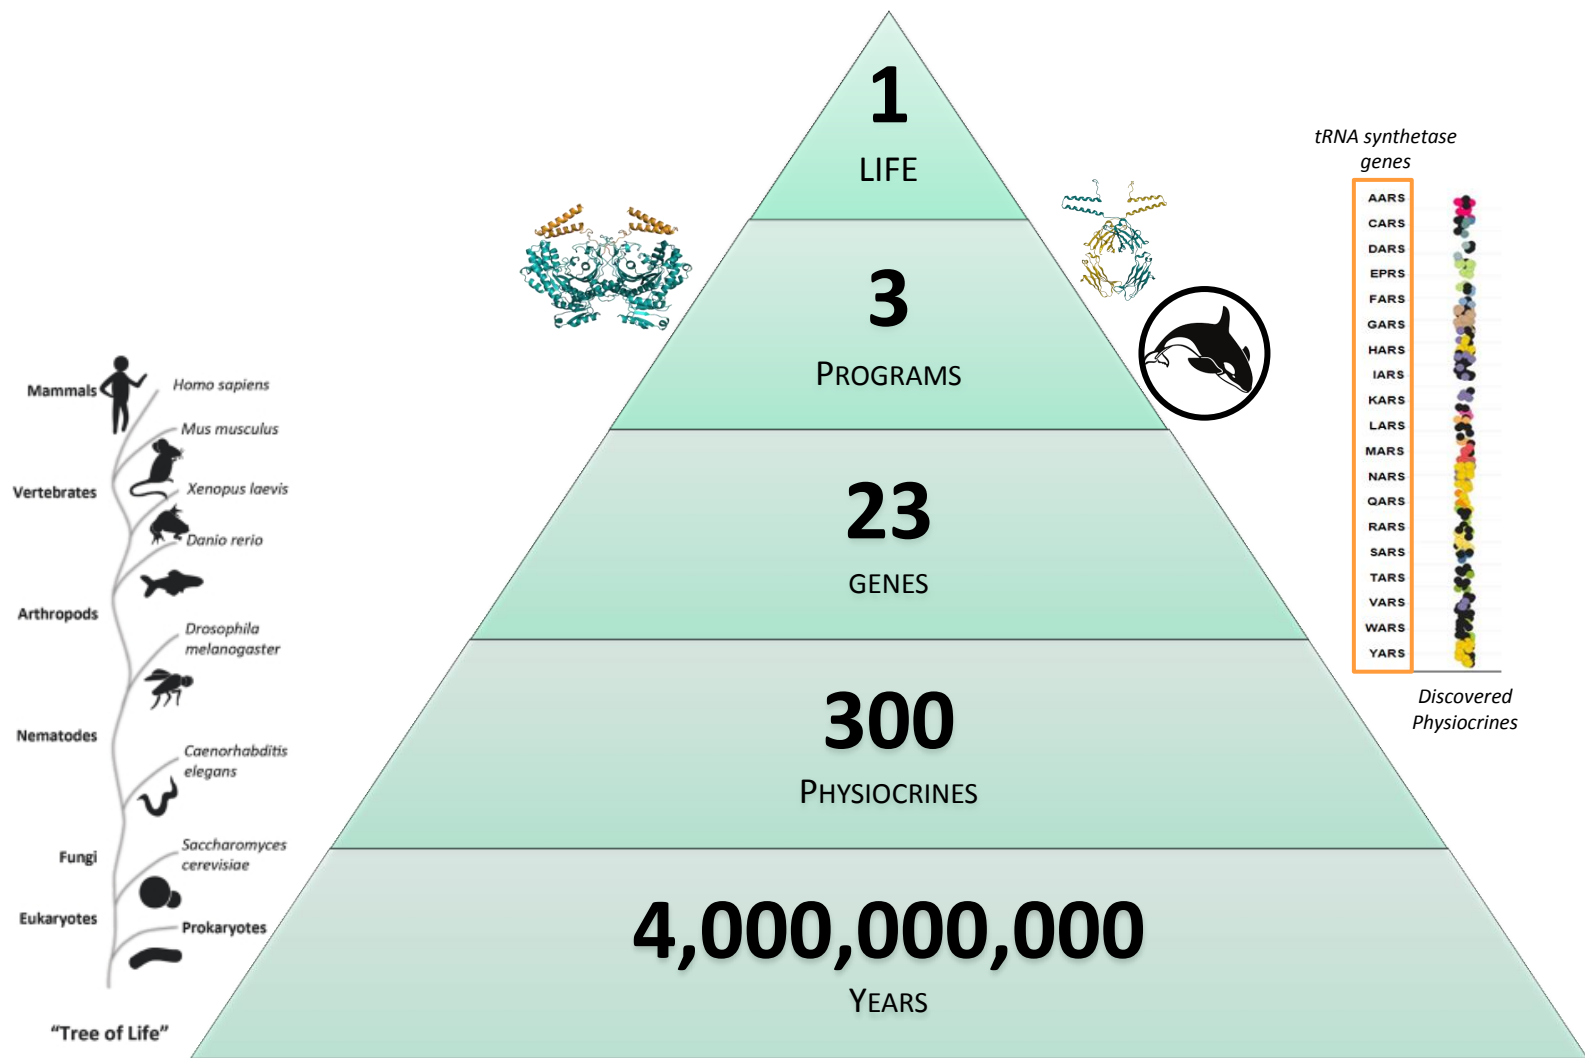 1
LIFE
3
PROGRAMS
23
GENES
300
PHYSIOCRINES
4,000,000,000
YEARS
Mammals
Homo sapiens
Mus musculus
Vertebrates
Xenopus laevis
Danio rerio
Arthropods
Drosophila
melanogaster
Nematodes
Caenorhabditis
elegans
Fungi
Saccharomyces
cerevisiae
Eukaryotes
Prokaryotes
"Tree of Life"
tRNA synthetase
genes
AARS
CARS
DARS
EPRS
FARS
GARS
HARS
IARS
KARS
LARS
MARS
NARS
QARS
RARS
SARS
TARS
VARS
WARS
YARS
Discovered
Physiocrines